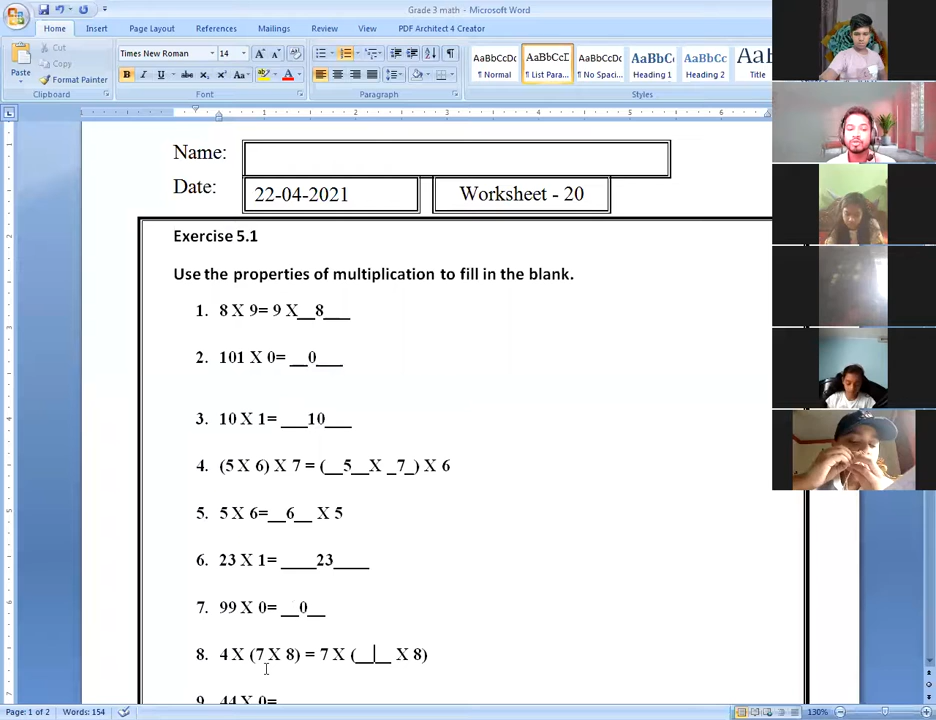 Grade 3 math - Microsoft Word
Home Insert Page Layout References Mailings Review View PDF Architect 4 Creator
Cut
Copy
Paste
Format Painter
Times New Roman 14
AaBbCcDc AaBbCcD AaBbCcDc AaBbC AaBbCc AaB
¶ Normal ¶ List Para... ¶ No Spaci... Heading 1 Heading 2 Title
Clipboard Font Paragraph Styles
Name:
Date: 22-04-2021 Worksheet - 20
Exercise 5.1
Use the properties of multiplication to fill in the blank.
1. 8 X 9= 9 X__8___
2. 101 X 0= __0___
3. 10 X 1= ___10___
4. (5 X 6) X 7 = (__5__X _7_) X 6
5. 5 X 6=__6__ X 5
6. 23 X 1= ____23____
7. 99 X 0= __0__
8. 4 X (7 X 8) = 7 X (____ X 8)
9. 44 X 0=
Page: 1 of 2 Words: 154 130%